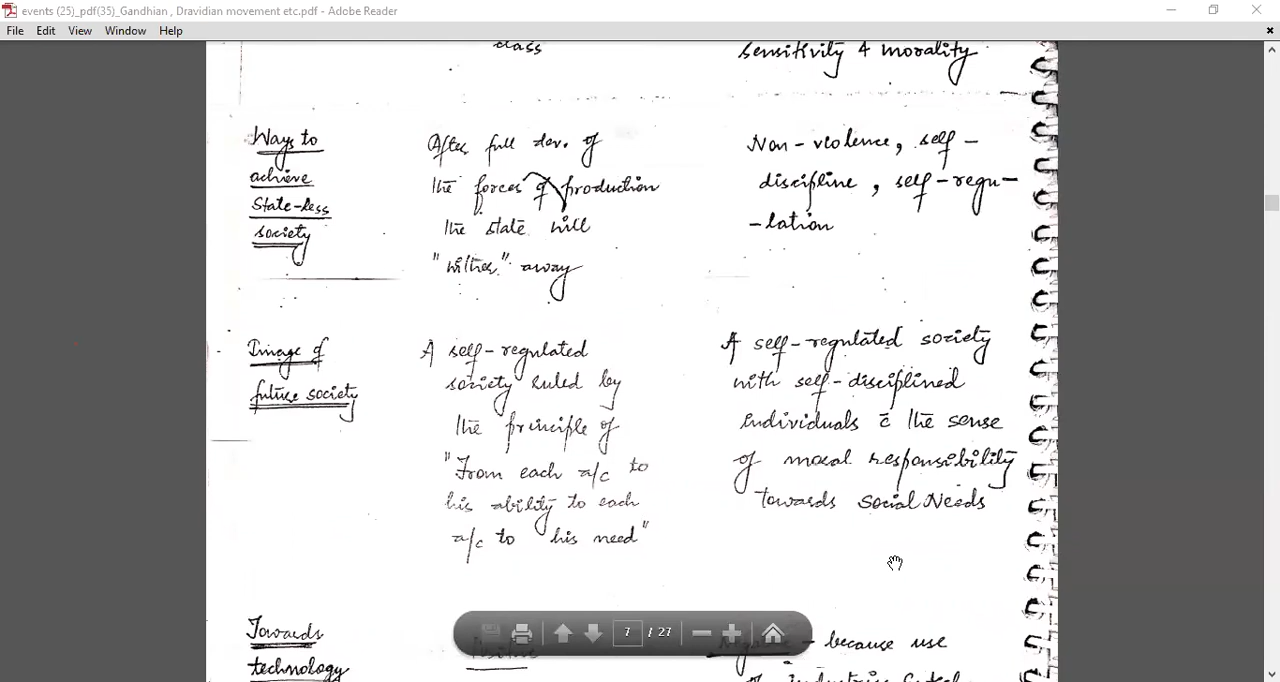 events (25)_pdf(35)_Gandhian , Dravidian movement etc.pdf - Adobe Reader
File Edit View Window Help
class
sensitivity & morality
Ways to
achieve
State-less
society
After full dev. of
the forces of production
the state will
"wither" away
Non-violence, self-
discipline, self-regu-
-lation
Image of
future society
A self-regulated
society ruled by
the principle of
"From each a/c to
his ability to each
a/c to his need"
A self-regulated society
with self-disciplined
individuals c̄ the sense
of moral responsibility
towards Social Needs
Towards
technology
Positive
Negative - because use
of Industries
7 / 27